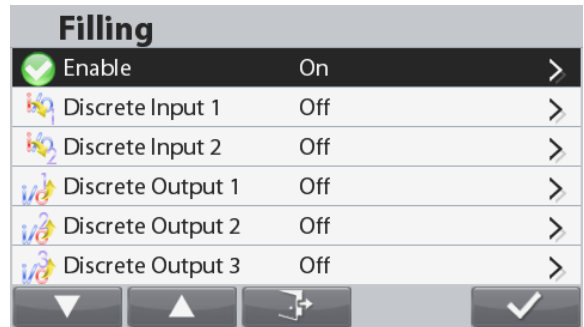 Filling
Enable On
Discrete Input 1 Off
Discrete Input 2 Off
Discrete Output 1 Off
Discrete Output 2 Off
Discrete Output 3 Off